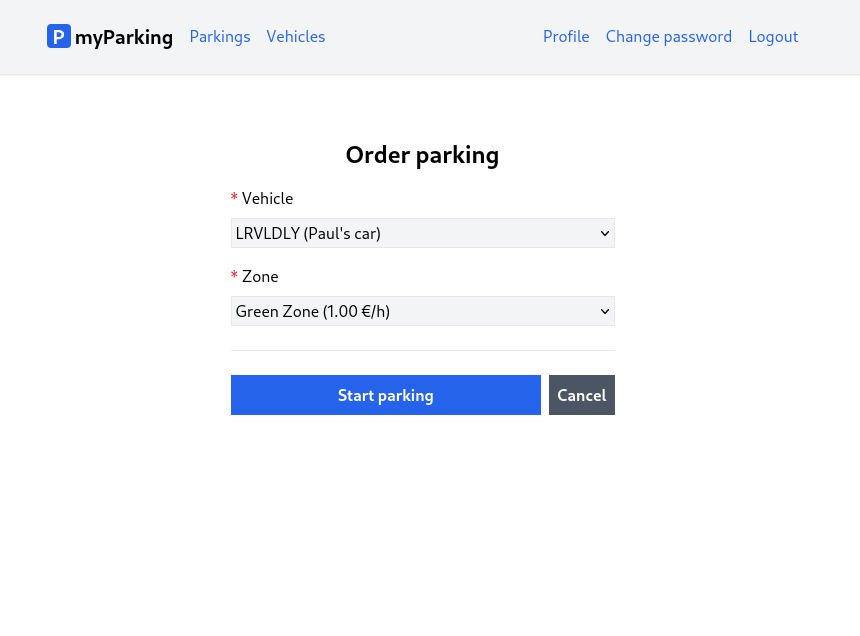 P myParking Parkings Vehicles Profile Change password Logout
Order parking
* Vehicle
LRVLDLY (Paul's car)
* Zone
Green Zone (1.00 €/h)
Start parking Cancel